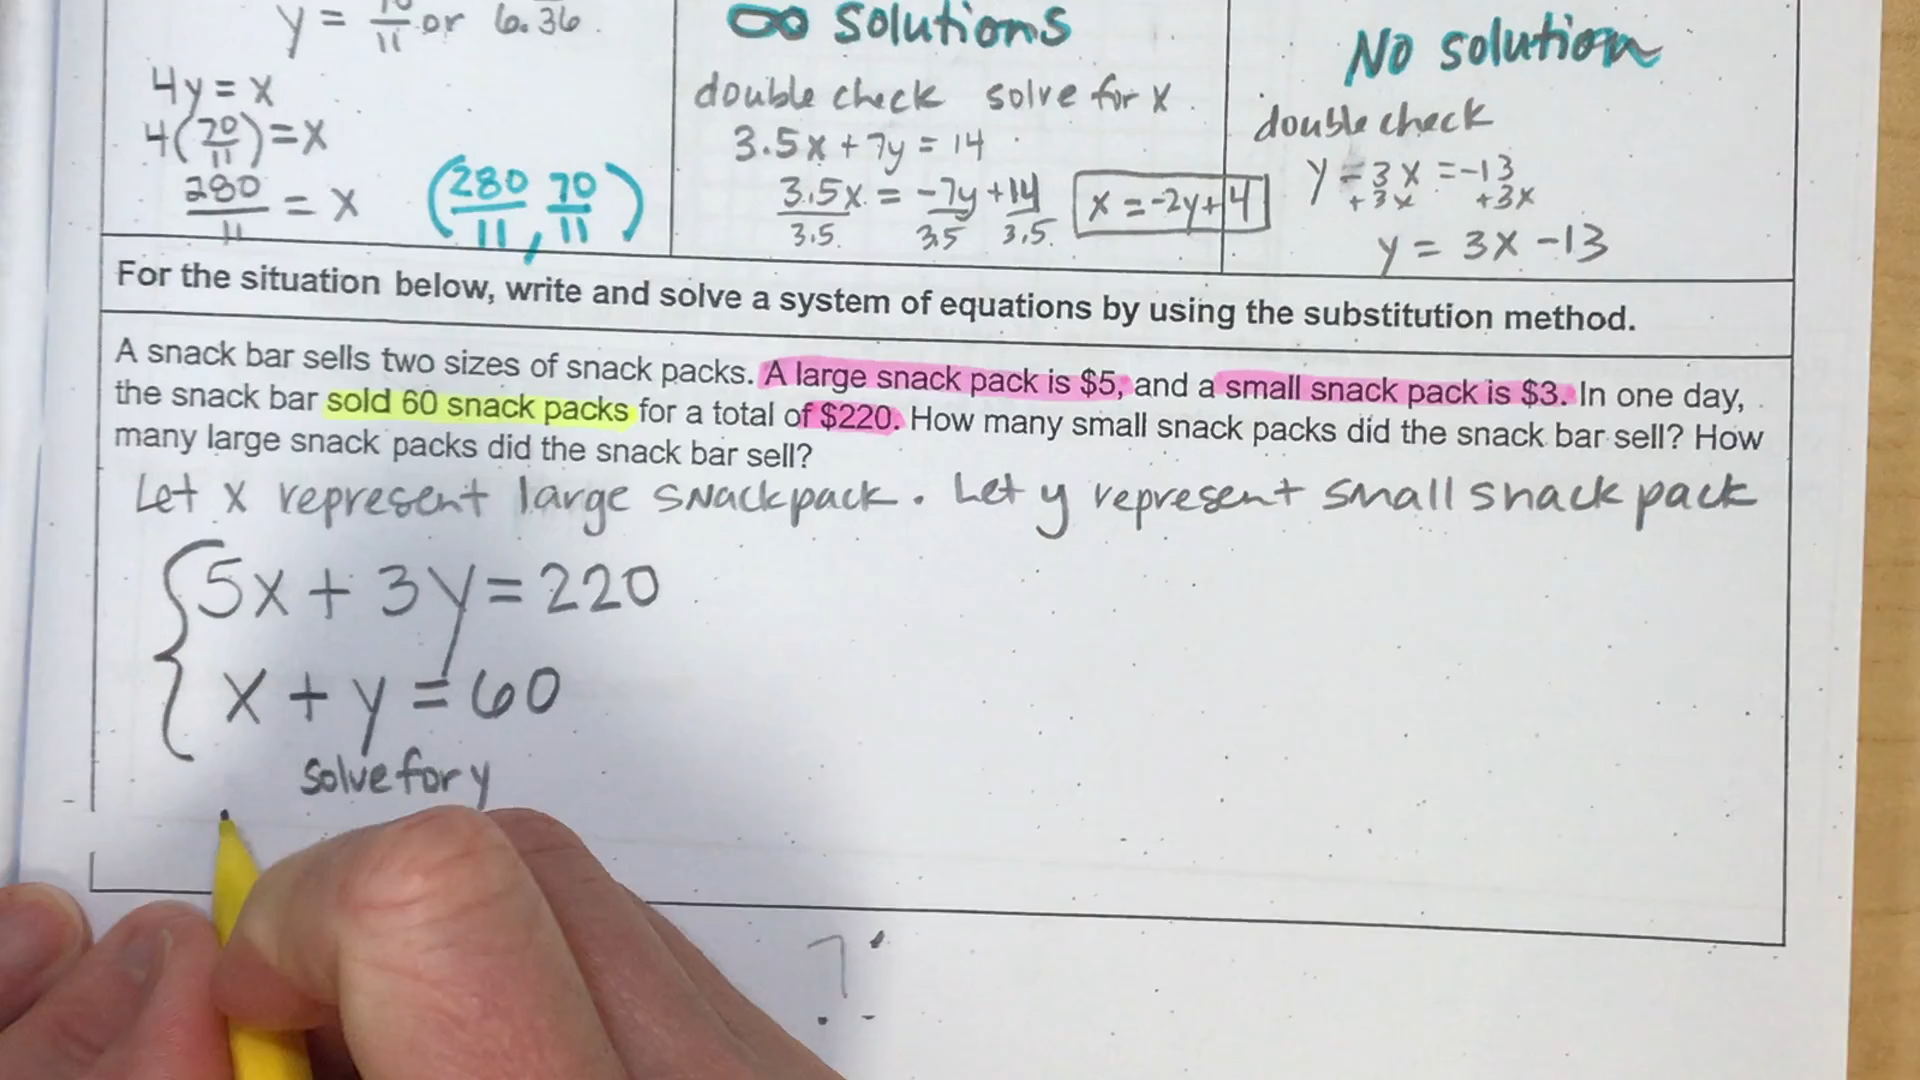 y = 70/11 or 6.36
4y = x
4(70/11) = x
280/11 = x (280/11, 70/11)
∞ solutions
double check solve for x
3.5x + 7y = 14
3.5x = -7y + 14 x = -2y + 4
3.5 3.5 3.5
No solution
double check
y - 3x = -13
+3x +3x
y = 3x - 13
For the situation below, write and solve a system of equations by using the substitution method.
A snack bar sells two sizes of snack packs. A large snack pack is $5, and a small snack pack is $3. In one day,
the snack bar sold 60 snack packs for a total of $220. How many small snack packs did the snack bar sell? How
many large snack packs did the snack bar sell?
Let x represent large snackpack. Let y represent small snack pack
5x + 3y = 220
x + y = 60
solve for y